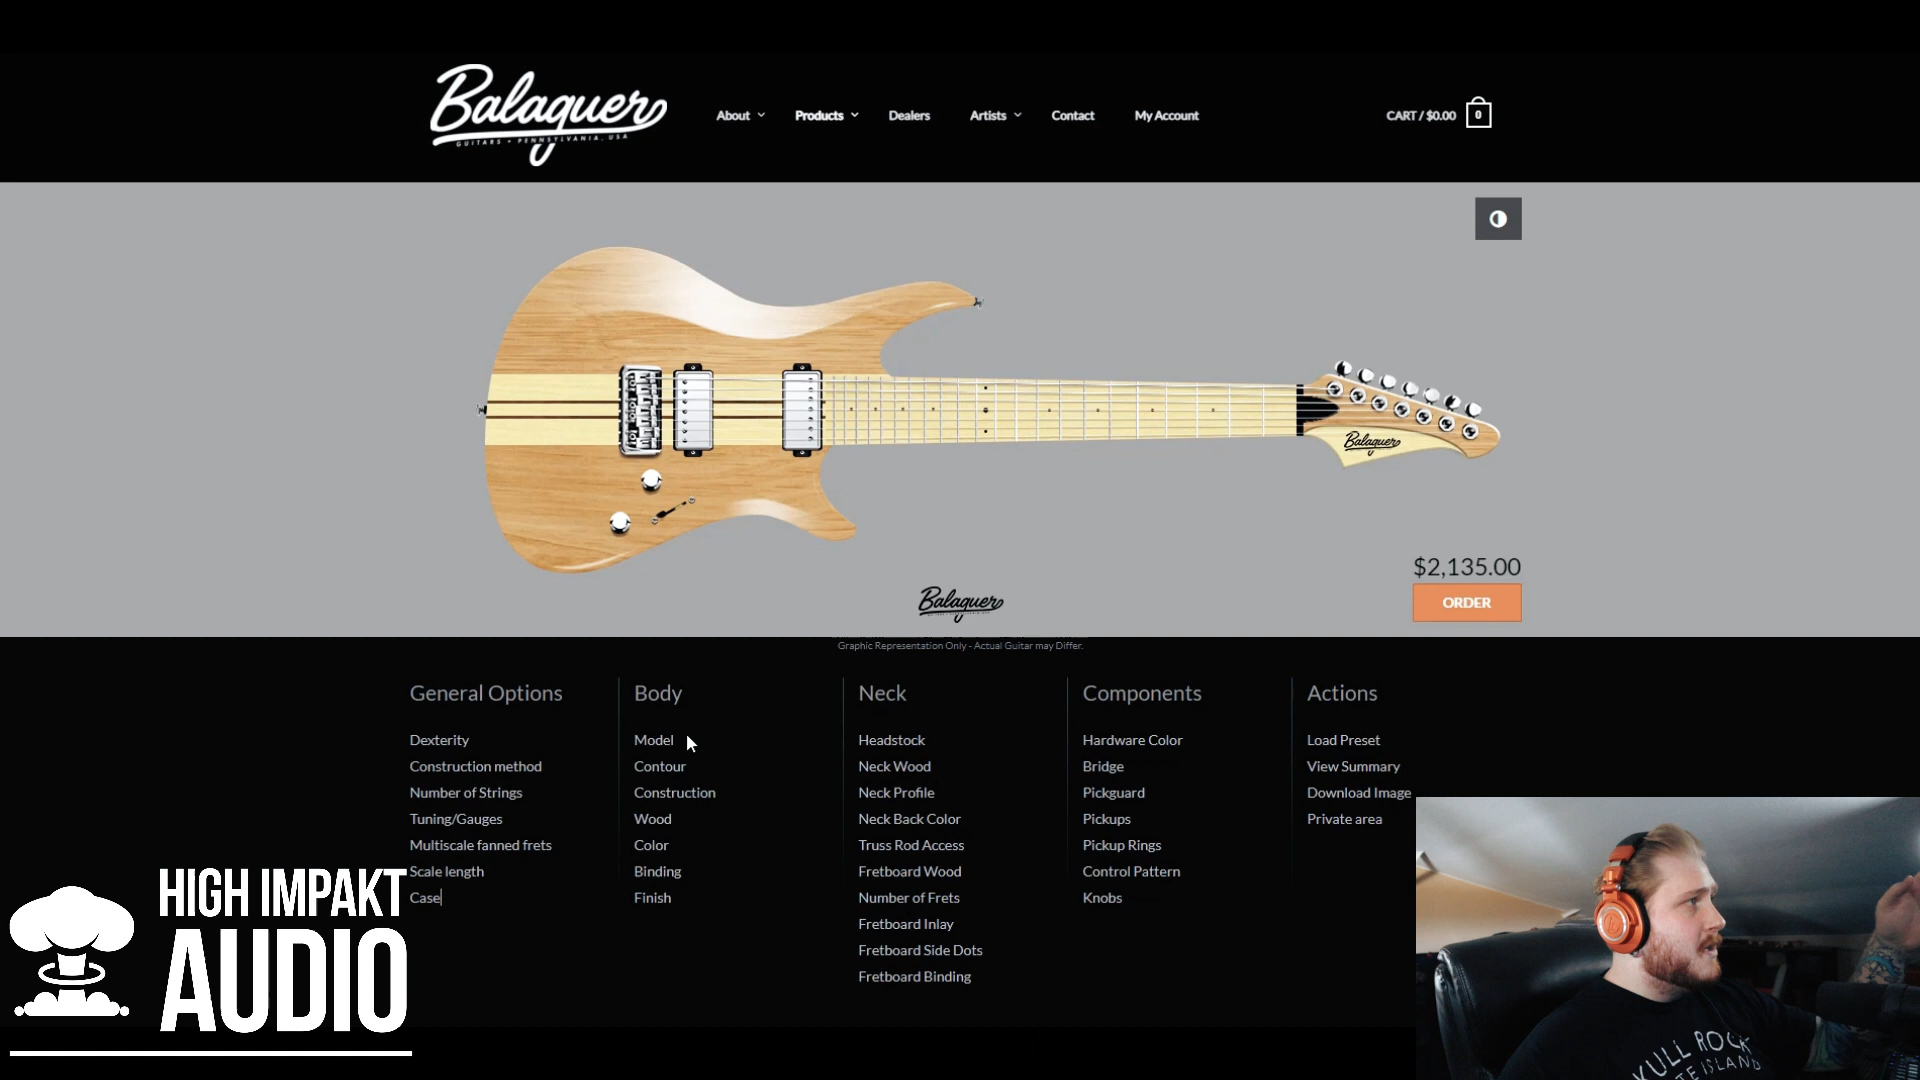 Balaguer
GUITARS • PENNSYLVANIA, USA
About
Products
Dealers
Artists
Contact
My Account
CART / $0.00
0
Balaguer
$2,135.00
ORDER
Balaguer
Graphic Representation Only - Actual Guitar may Differ.
General Options
Dexterity
Construction method
Number of Strings
Tuning/Gauges
Multiscale fanned frets
Scale length
Case
Body
Model
Contour
Construction
Wood
Color
Binding
Finish
Neck
Headstock
Neck Wood
Neck Profile
Neck Back Color
Truss Rod Access
Fretboard Wood
Number of Frets
Fretboard Inlay
Fretboard Side Dots
Fretboard Binding
Components
Hardware Color
Bridge
Pickguard
Pickups
Pickup Rings
Control Pattern
Knobs
Actions
Load Preset
View Summary
Download Image
Private area
HIGH IMPAKT
AUDIO
KULL ROCK
TE ISLAND